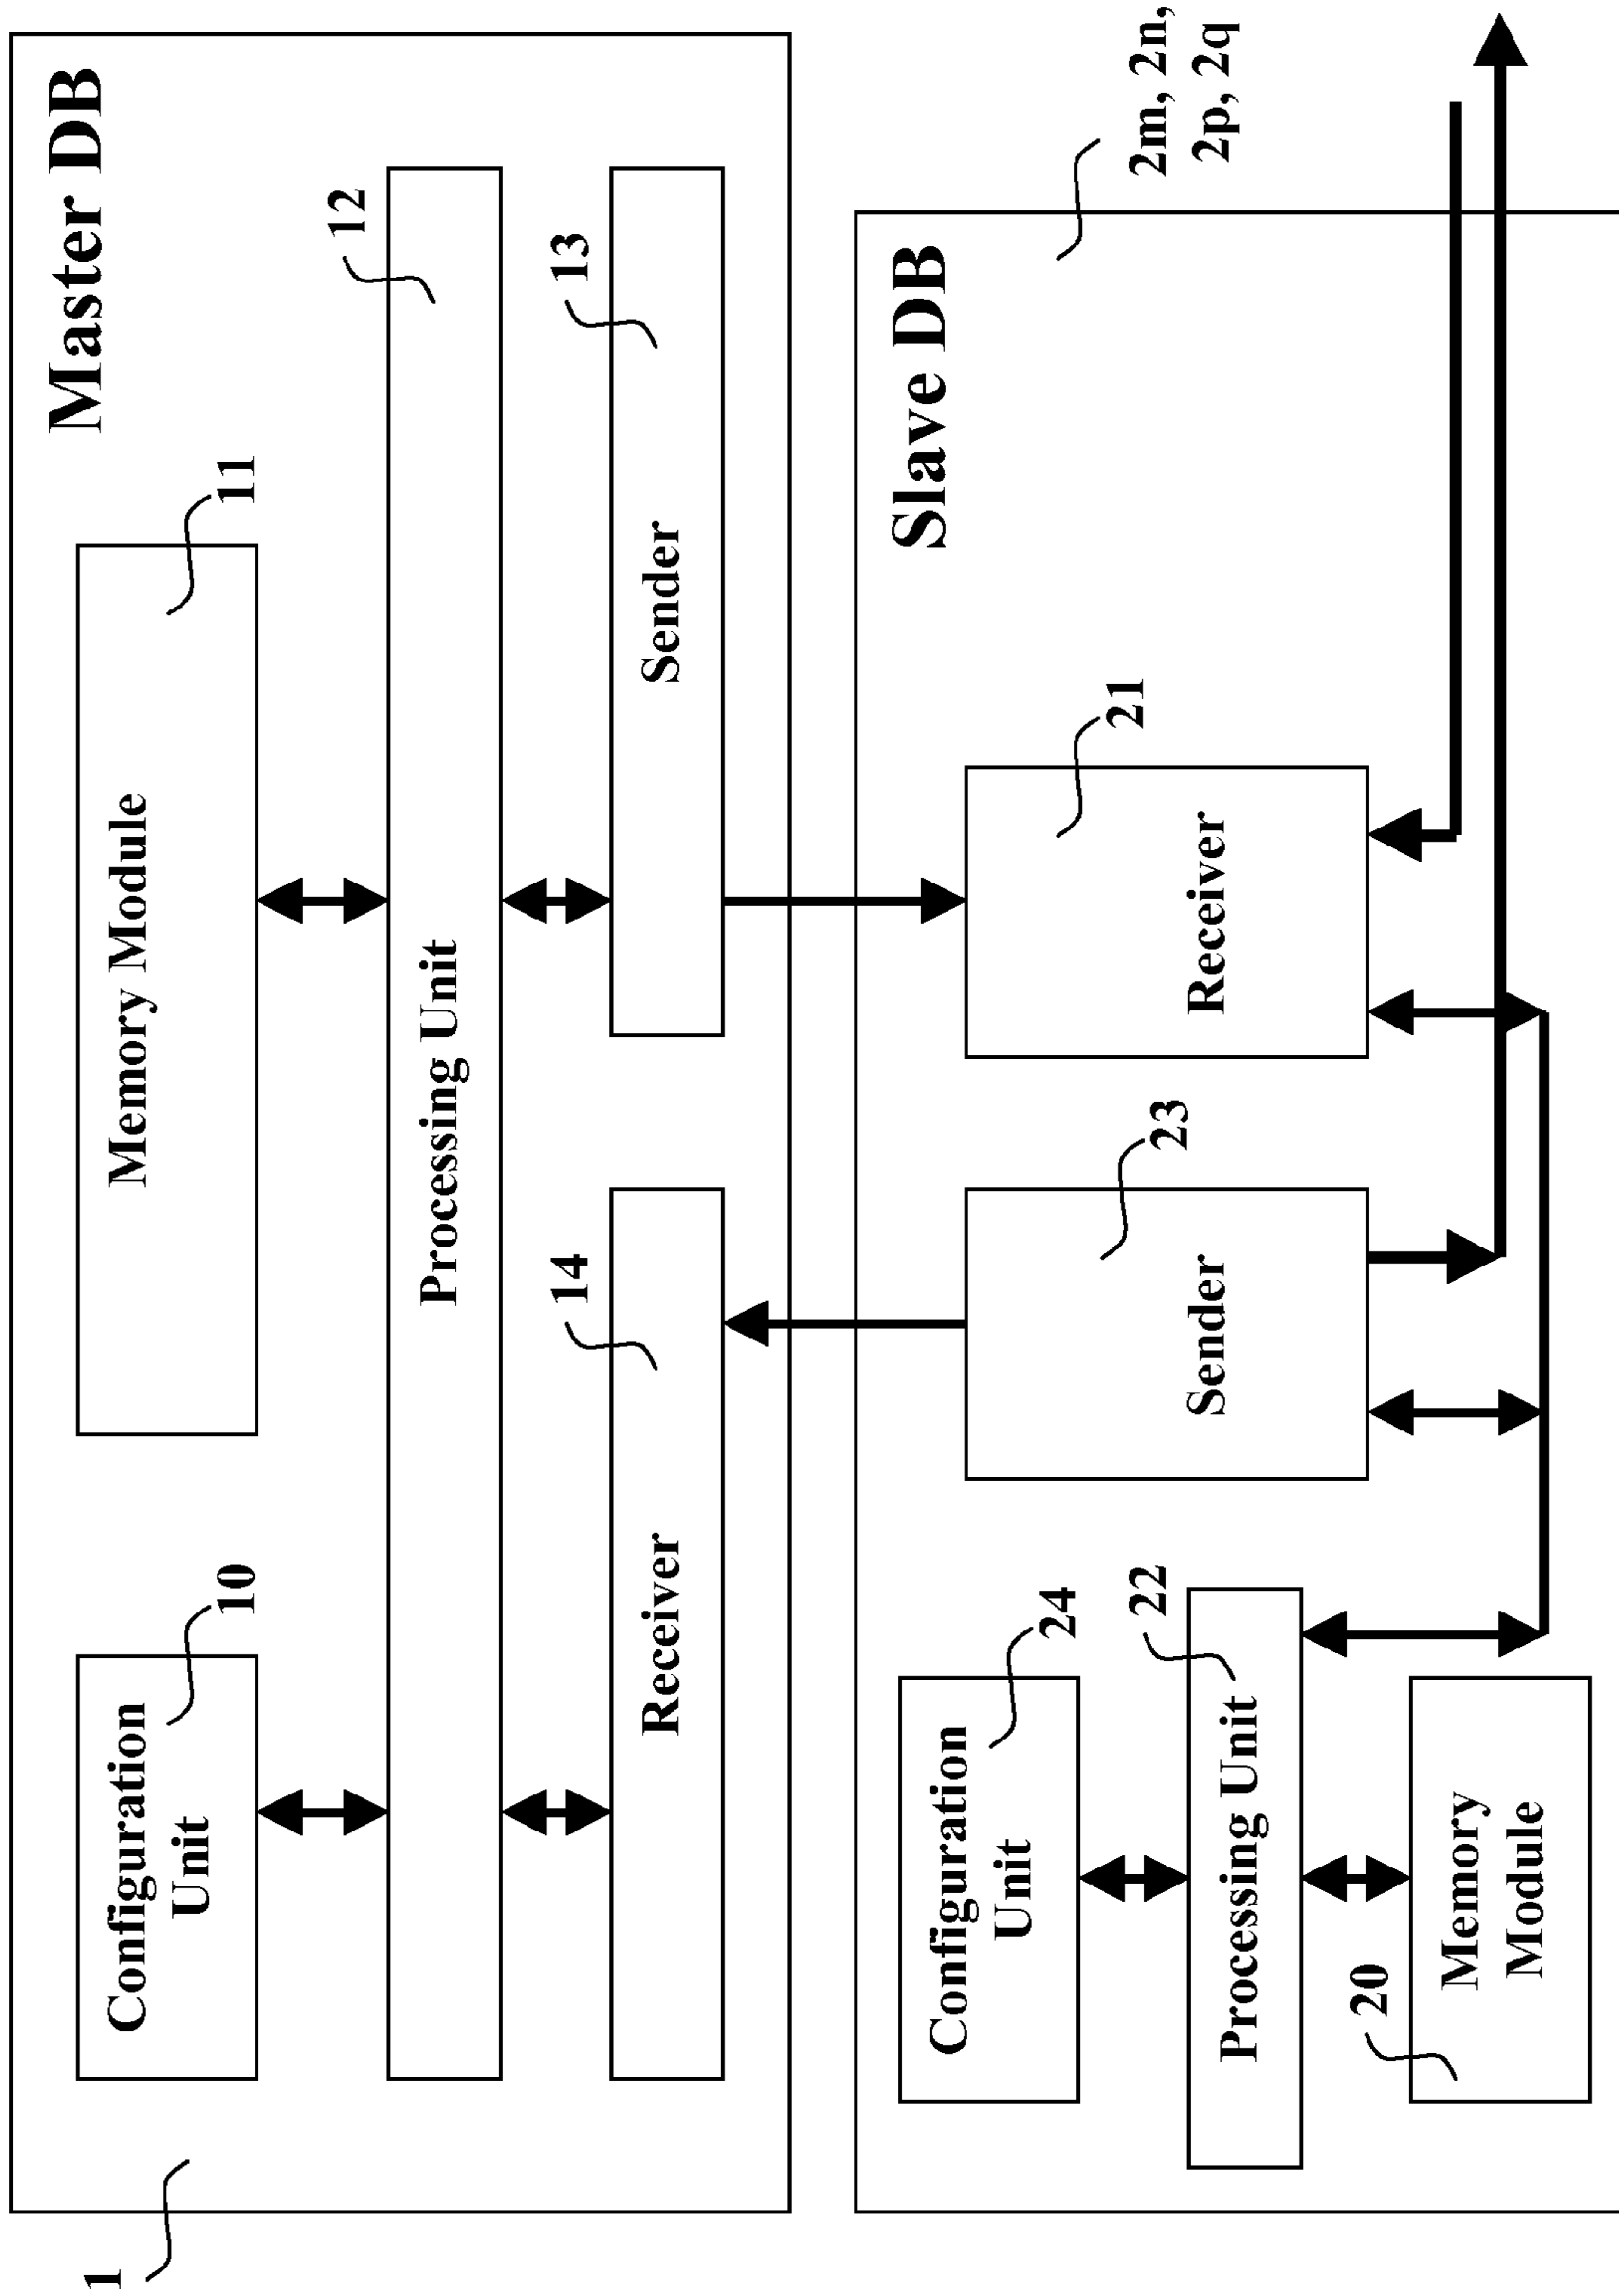 1
Master DB
Configuration
Unit
10
Memory Module
11
Processing Unit
12
Receiver
14
Sender
13
Slave DB
2m, 2n,
2p, 2q
Configuration
Unit
24
Processing Unit
22
Memory
Module
20
Sender
23
Receiver
21